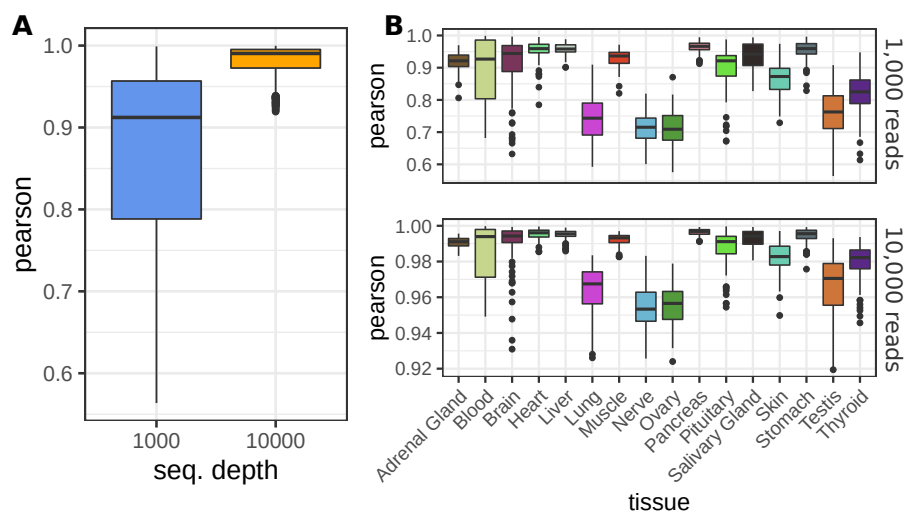 A
pearson
1.0
0.9
0.8
0.7
0.6
1000
10000
seq. depth
B
pearson
1.0
0.9
0.8
0.7
0.6
1,000 reads
pearson
1.00
0.98
0.96
0.94
0.92
10,000 reads
Adrenal Gland
Blood
Brain
Heart
Liver
Lung
Muscle
Nerve
Ovary
Pancreas
Pituitary
Salivary Gland
Skin
Stomach
Testis
Thyroid
tissue